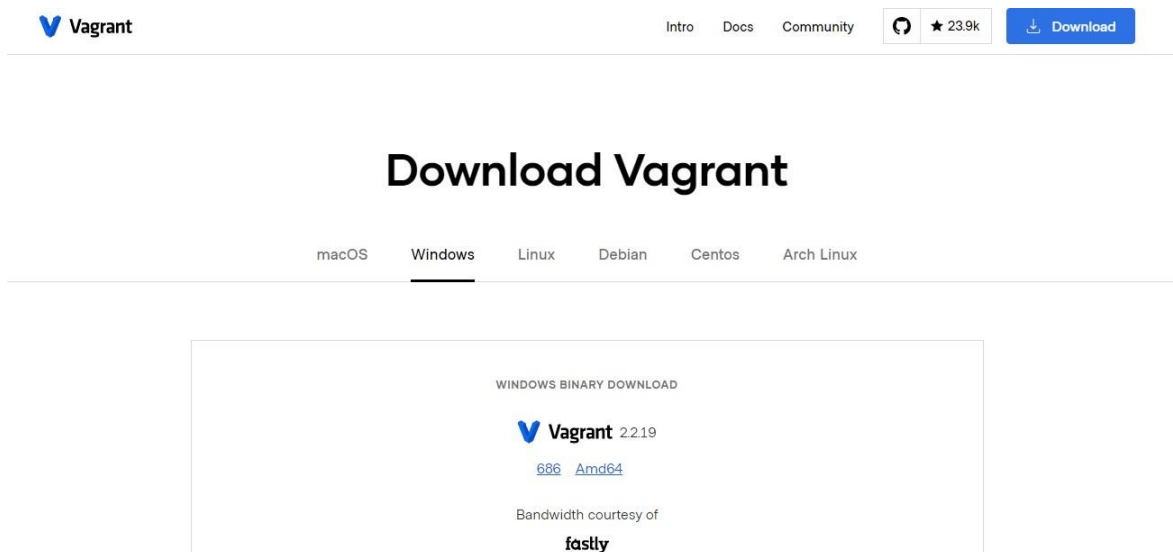 Vagrant Intro Docs Community 23.9k Download
Download Vagrant
macOS Windows Linux Debian Centos Arch Linux
WINDOWS BINARY DOWNLOAD
Vagrant 2.2.19
686 Amd64
Bandwidth courtesy of
fastly